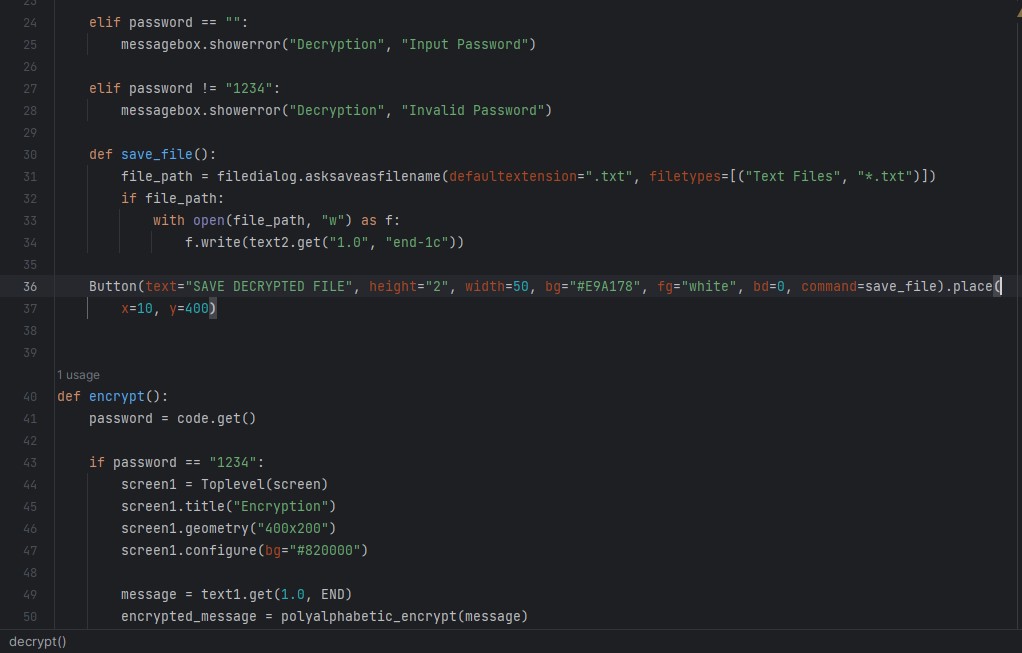 23
24 elif password == "":
25 messagebox.showerror("Decryption", "Input Password")
26
27 elif password != "1234":
28 messagebox.showerror("Decryption", "Invalid Password")
29
30 def save_file():
31 file_path = filedialog.asksaveasfilename(defaultextension=".txt", filetypes=[("Text Files", "*.txt")])
32 if file_path:
33 with open(file_path, "w") as f:
34 f.write(text2.get("1.0", "end-1c"))
35
36 Button(text="SAVE DECRYPTED FILE", height="2", width=50, bg="#E9A178", fg="white", bd=0, command=save_file).place(
37 x=10, y=400)
38
39
1 usage
40 def encrypt():
41 password = code.get()
42
43 if password == "1234":
44 screen1 = Toplevel(screen)
45 screen1.title("Encryption")
46 screen1.geometry("400x200")
47 screen1.configure(bg="#820000")
48
49 message = text1.get(1.0, END)
50 encrypted_message = polyalphabetic_encrypt(message)
decrypt()